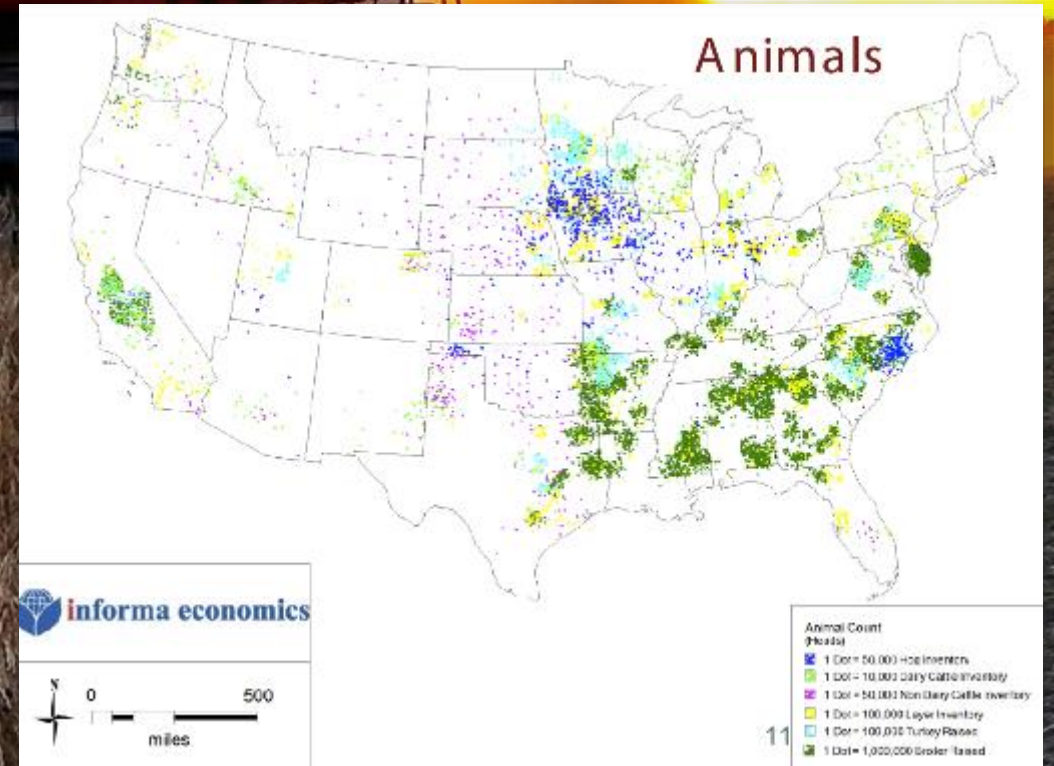 Animals
informa economics
N
0 500
miles
11
Animal Count
(Heads)
1 Dot = 50,000 Hog Inventory
1 Dot = 10,000 Dairy Cattle Inventory
1 Dot = 50,000 Non Dairy Cattle Inventory
1 Dot = 100,000 Layer Inventory
1 Dot = 100,000 Turkey Raised
1 Dot = 1,000,000 Broiler Raised